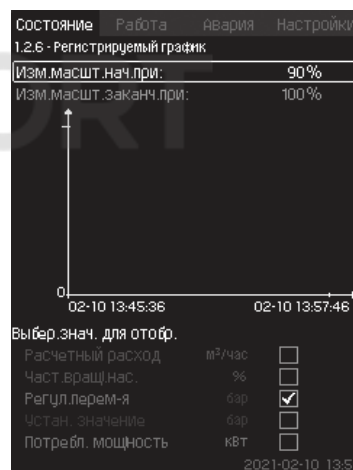 Состояние Работа Авария Настройки
1.2.6 - Регистрируемый график
Изм.масшт.нач.при: 90%
Изм.масшт.заканч.при: 100%
0
02-10 13:45:36 02-10 13:57:46
Выбер.знач. для отобр.
Расчетный расход м³/час
Част.вращ.нас. %
Регул.перем-я бар
Устан. значение бар
Потребл. мощность кВт
2021-02-10 13:5